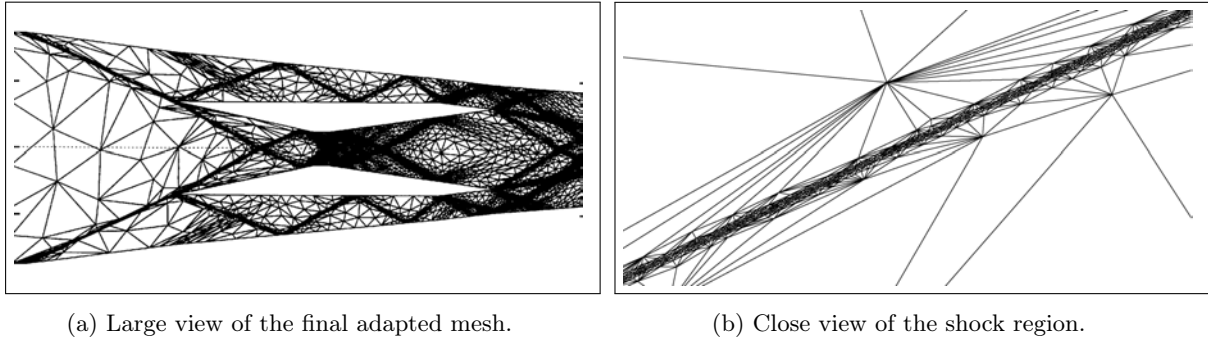 (a) Large view of the final adapted mesh.
(b) Close view of the shock region.